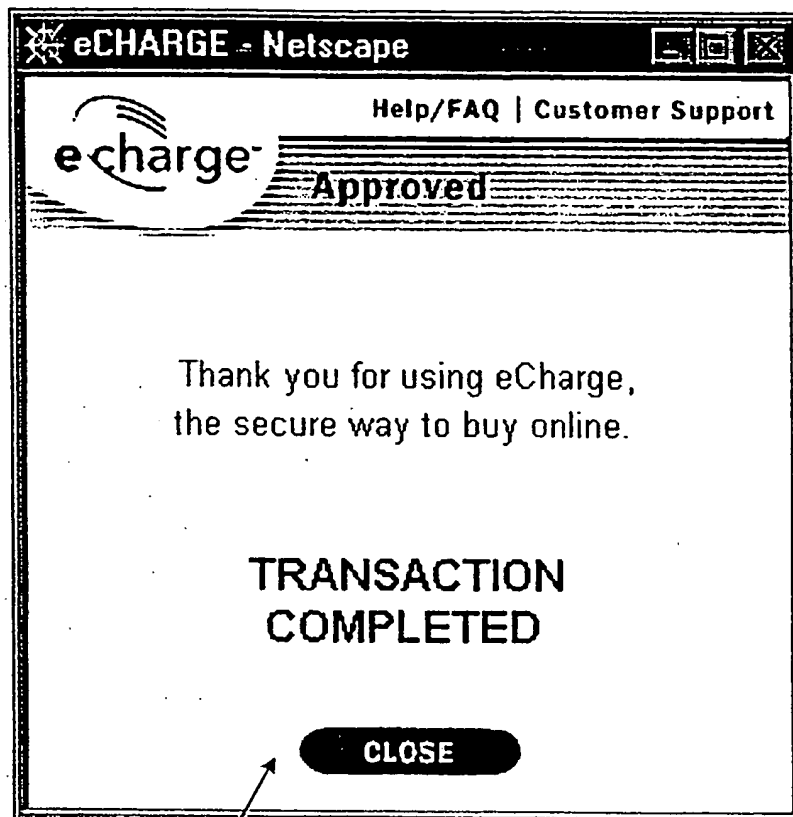 eCHARGE - Netscape
Help/FAQ | Customer Support
echarge
Approved
Thank you for using eCharge,
the secure way to buy online.
TRANSACTION
COMPLETED
CLOSE